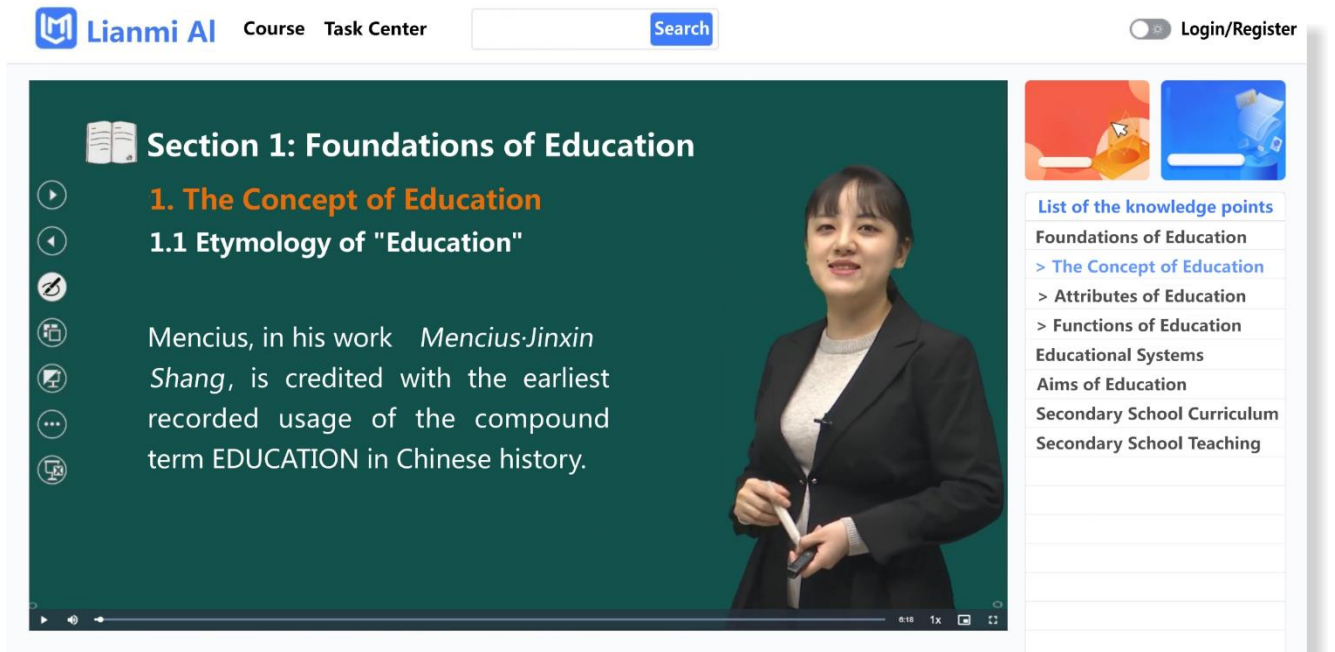 Lianmi AI
Course Task Center
Search
Login/Register
Section 1: Foundations of Education
1. The Concept of Education
1.1 Etymology of "Education"
Mencius, in his work Mencius·Jinxin
Shang, is credited with the earliest
recorded usage of the compound
term EDUCATION in Chinese history.
6:18 1x
List of the knowledge points
Foundations of Education
> The Concept of Education
> Attributes of Education
> Functions of Education
Educational Systems
Aims of Education
Secondary School Curriculum
Secondary School Teaching